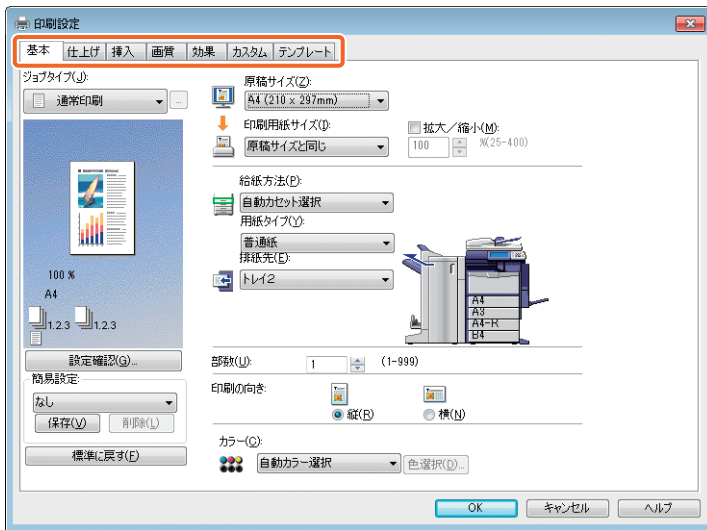 印刷設定
基本 仕上げ 挿入 画質 効果 カスタム テンプレート
ジョブタイプ(J):
通常印刷
...
100 %
A4
1.2.3 1.2.3
設定確認(G)...
簡易設定:
なし
保存(V) 削除(L)
標準に戻す(F)
原稿サイズ(Z):
A4 (210 x 297mm)
印刷用紙サイズ(I):
原稿サイズと同じ
拡大/縮小(M):
100 %(25-400)
給紙方法(P):
自動カセット選択
用紙タイプ(Y):
普通紙
排紙先(E):
トレイ2
A4
A3
A4-R
B4
部数(U): 1 (1-999)
印刷の向き:
縦(R) 横(N)
カラー(C):
自動カラー選択 色選択(D)...
OK キャンセル ヘルプ